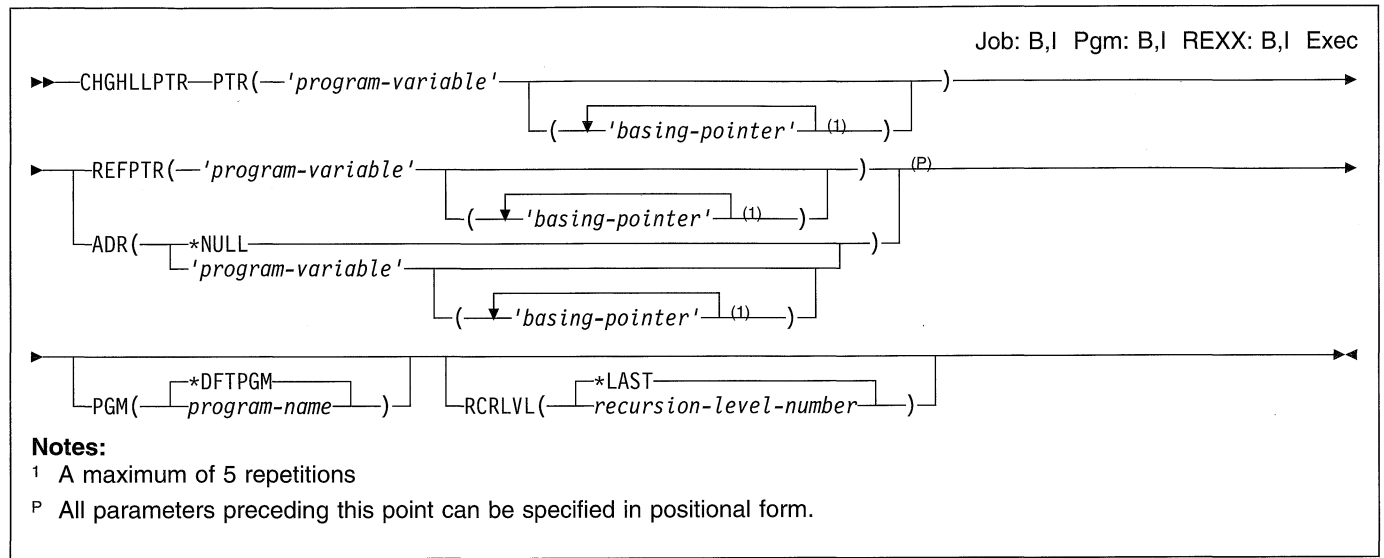 Job: B,I Pgm: B,I REXX: B,I Exec
CHGHLLPTR PTR( 'program-variable' )
( 'basing-pointer' (1) )
REFPTR( 'program-variable' ) (P)
( 'basing-pointer' (1) )
ADR( *NULL )
'program-variable'
( 'basing-pointer' (1) )
*DFTPGM *LAST
PGM( program-name ) RCRLVL( recursion-level-number )
Notes:
1 A maximum of 5 repetitions
P All parameters preceding this point can be specified in positional form.